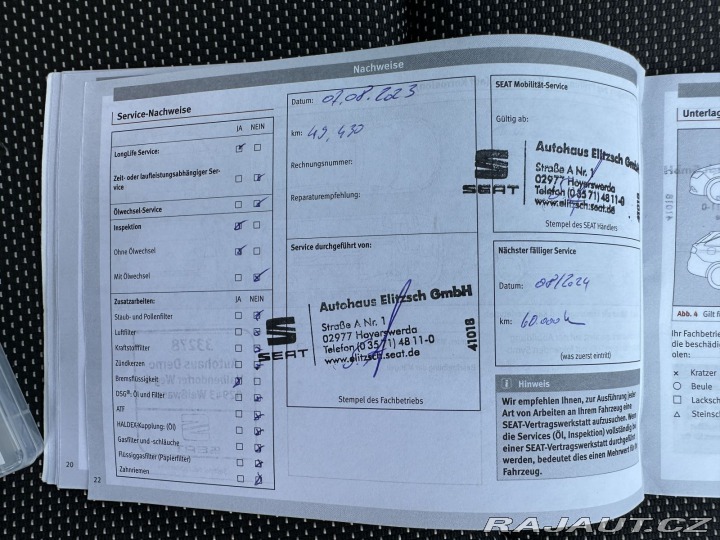 Nachweise
Service-Nachweise
JA NEIN
LongLife Service:
Zeit- oder laufleistungsabhängiger Ser-
vice
Ölwechsel-Service
Inspektion
Ohne Ölwechsel
Mit Ölwechsel
Zusatzarbeiten: JA NEIN
Staub- und Pollenfilter
Luftfilter
Kraftstofffilter
Zündkerzen
Bremsflüssigkeit
DSG®: Öl und Filter
ATF
HALDEX-Kupplung: (Öl)
Gasfilter und -schläuche
Flüssiggasfilter (Papierfilter)
Zahnriemen
20
22
Datum: 01.08.2023
km: 49,430
Rechnungsnummer:
Reparaturempfehlung:
Service durchgeführt von:
SEAT
Autohaus Elitzsch GmbH
Straße A Nr. 1
02977 Hoyerswerda
Telefon (0 35 71) 48 11-0
www.elitzsch.seat.de
41018
Stempel des Fachbetriebs
SEAT Mobilität-Service
Gültig ab:
SEAT
Autohaus Elitzsch GmbH
Straße A Nr. 1
02977 Hoyerswerda
Telefon (0 35 71) 48 11-0
www.elitzsch.seat.de
41018
Stempel des SEAT Händlers
Nächster fälliger Service
Datum: 08/2024
km: 60.000
(was zuerst eintritt)
i Hinweis
Wir empfehlen Ihnen, zur Ausführung jeder
Art von Arbeiten an Ihrem Fahrzeug eine
SEAT-Vertragswerkstatt aufzusuchen. Wenn
die Services (Öl, Inspektion) vollständig bei
einer SEAT-Vertragswerkstatt durchgeführt
werden, bedeutet dies einen Mehrwert für Ihr
Fahrzeug.
Unterlag
Abb. 4 Gilt f
Ihr Fachbetrie
die beschädi
olen:
× Kratzer
○ Beule
□ Lacksch
△ Steinsc
RAJAUT.CZ